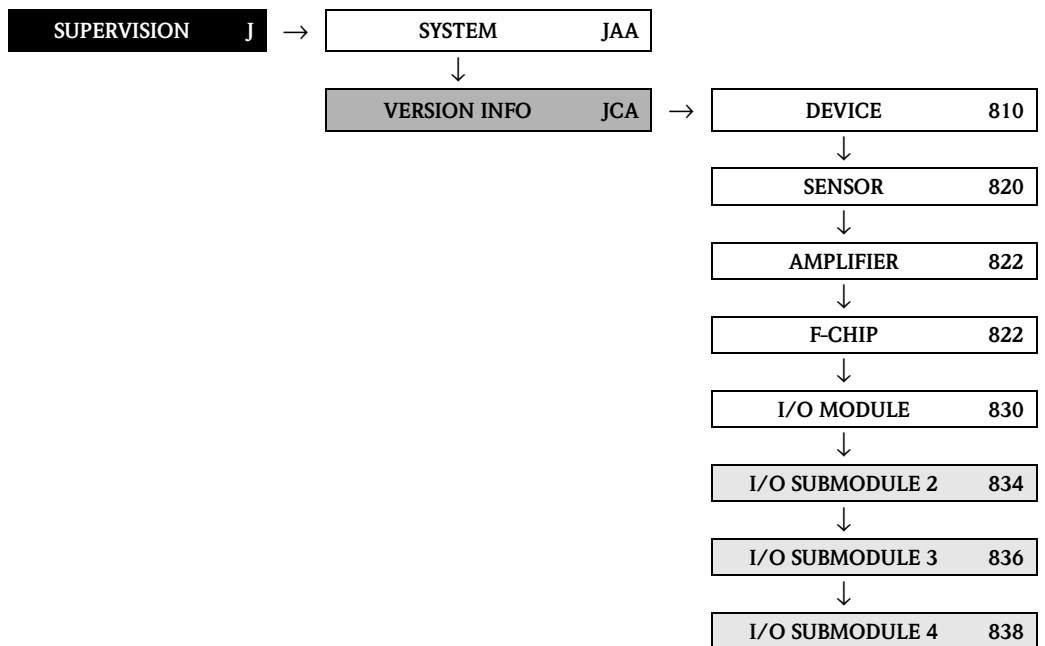 SUPERVISION J → SYSTEM JAA
↓
VERSION INFO JCA → DEVICE 810
↓
SENSOR 820
↓
AMPLIFIER 822
↓
F-CHIP 822
↓
I/O MODULE 830
↓
I/O SUBMODULE 2 834
↓
I/O SUBMODULE 3 836
↓
I/O SUBMODULE 4 838